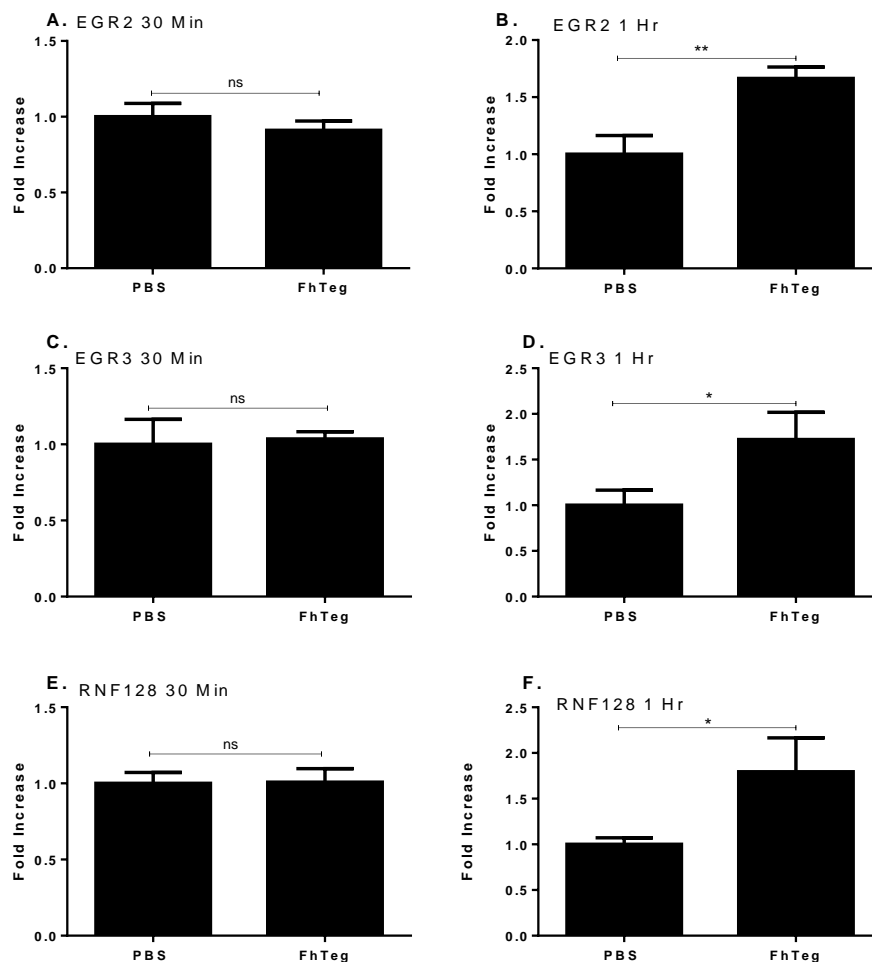 A. EGR2 30 Min
1.5
1.0
0.5
0.0
Fold Increase
ns
PBS FhTeg
B. EGR2 1 Hr
2.0
1.5
1.0
0.5
0.0
Fold Increase
**
PBS FhTeg
C. EGR3 30 Min
1.5
1.0
0.5
0.0
Fold Increase
ns
PBS FhTeg
D. EGR3 1 Hr
2.5
2.0
1.5
1.0
0.5
0.0
Fold Increase
*
PBS FhTeg
E. RNF128 30 Min
1.5
1.0
0.5
0.0
Fold Increase
ns
PBS FhTeg
F. RNF128 1 Hr
2.5
2.0
1.5
1.0
0.5
0.0
Fold Increase
*
PBS FhTeg